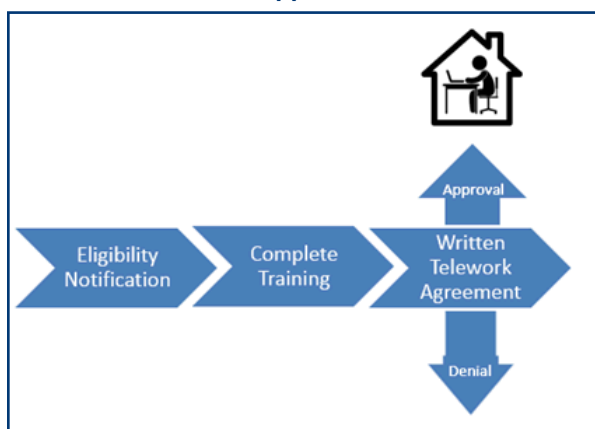 Approval
Eligibility
Notification
Complete
Training
Written
Telework
Agreement
Denial